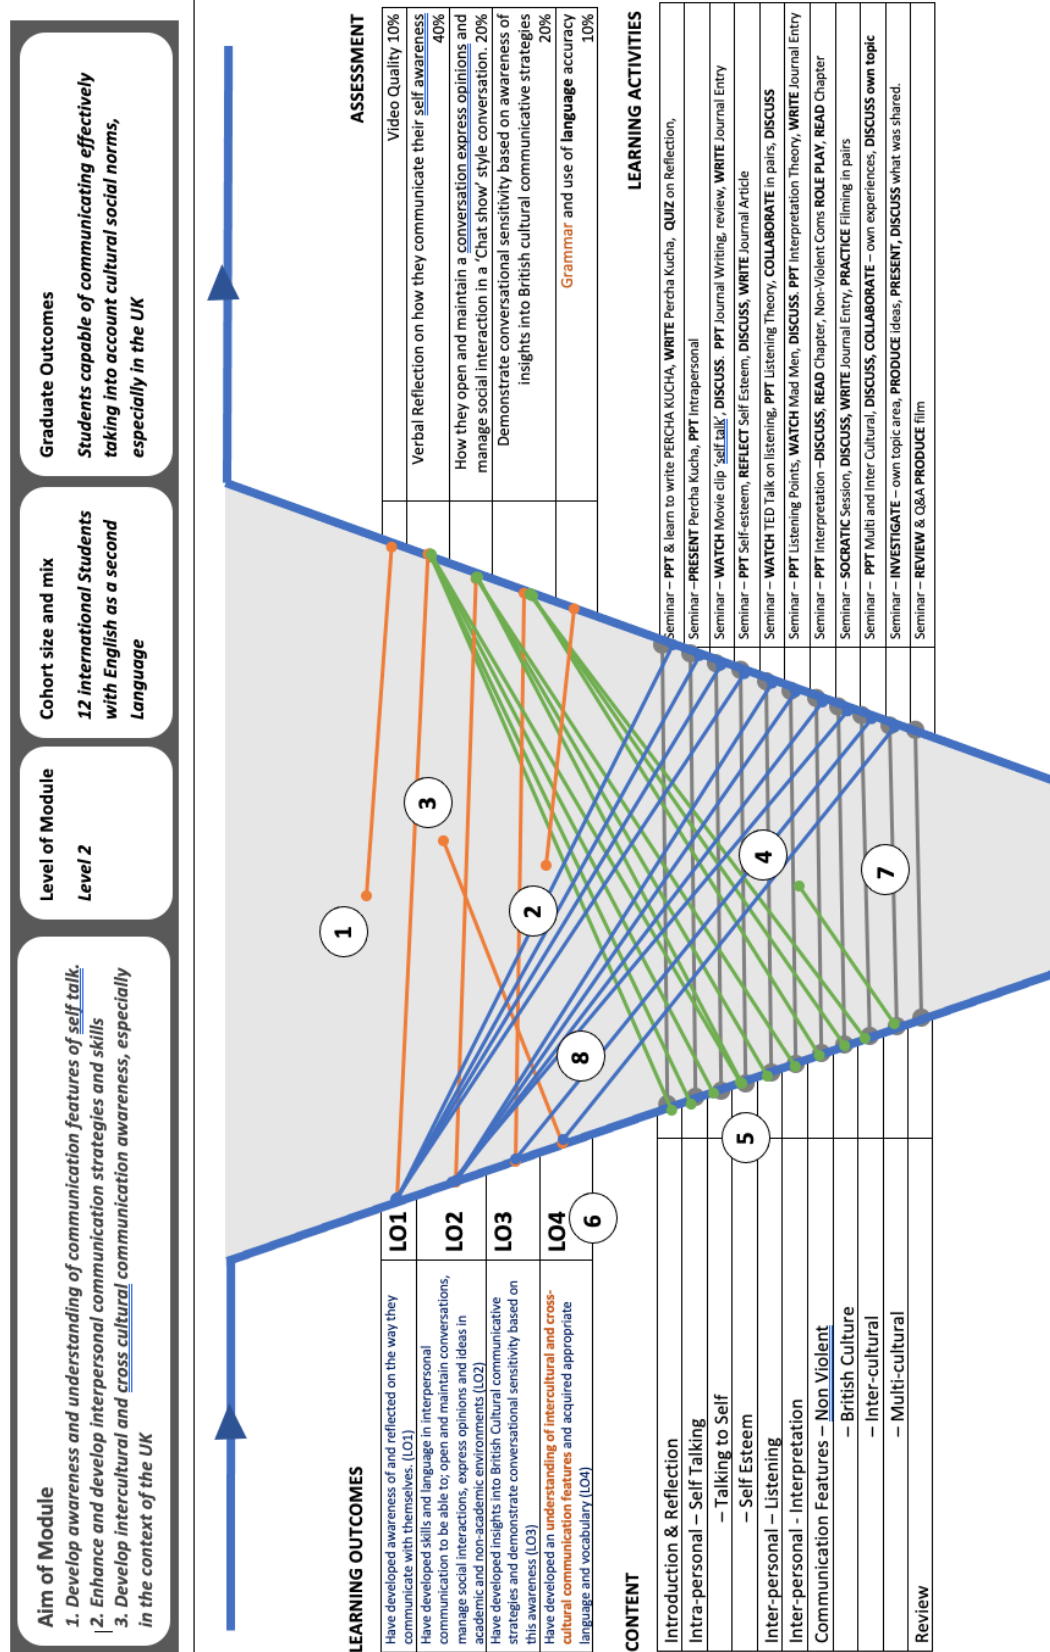 Aim of Module
1. Develop awareness and understanding of communication features of self talk.
2. Enhance and develop interpersonal communication strategies and skills
3. Develop intercultural and cross cultural communication awareness, especially
in the context of the UK
Level of Module
Level 2
Cohort size and mix
12 international Students
with English as a second
Language
Graduate Outcomes
Students capable of communicating effectively
taking into account cultural social norms,
especially in the UK
LEARNING OUTCOMES
Have developed awareness of and reflected on the way they
communicate with themselves. (LO1)
LO1
Have developed skills and language in interpersonal
communication to be able to; open and maintain conversations,
manage social interactions, express opinions and ideas in
academic and non-academic environments (LO2)
LO2
Have developed insights into British Cultural communicative
strategies and demonstrate conversational sensitivity based on
this awareness (LO3)
LO3
Have developed an understanding of intercultural and cross-
cultural communication features and acquired appropriate
language and vocabulary (LO4)
LO4
ASSESSMENT
Video Quality 10%
Verbal Reflection on how they communicate their self awareness
40%
How they open and maintain a conversation express opinions and
manage social interaction in a 'Chat show' style conversation. 20%
Demonstrate conversational sensitivity based on awareness of
insights into British cultural communicative strategies
20%
Grammar and use of language accuracy
10%
1
2
3
4
5
6
7
8
CONTENT
Introduction & Reflection
Intra-personal – Self Talking
– Talking to Self
– Self Esteem
Inter-personal – Listening
Inter-personal - Interpretation
Communication Features – Non Violent
– British Culture
– Inter-cultural
– Multi-cultural
Review
LEARNING ACTIVITIES
Seminar – PPT & learn to write PERCHA KUCHA, WRITE Percha Kucha, QUIZ on Reflection,
Seminar –PRESENT Percha Kucha, PPT Intrapersonal
Seminar – WATCH Movie clip 'self talk', DISCUSS. PPT Journal Writing, review, WRITE Journal Entry
Seminar – PPT Self-esteem, REFLECT Self Esteem, DISCUSS, WRITE Journal Article
Seminar – WATCH TED Talk on listening, PPT Listening Theory, COLLABORATE in pairs, DISCUSS
Seminar – PPT Listening Points, WATCH Mad Men, DISCUSS. PPT Interpretation Theory, WRITE Journal Entry
Seminar – PPT Interpretation –DISCUSS, READ Chapter, Non-Violent Coms ROLE PLAY, READ Chapter
Seminar – SOCRATIC Session, DISCUSS, WRITE Journal Entry, PRACTICE Filming in pairs
Seminar – PPT Multi and Inter Cultural, DISCUSS, COLLABORATE – own experiences, DISCUSS own topic
Seminar – INVESTIGATE – own topic area, PRODUCE ideas, PRESENT, DISCUSS what was shared.
Seminar – REVIEW & Q&A PRODUCE film